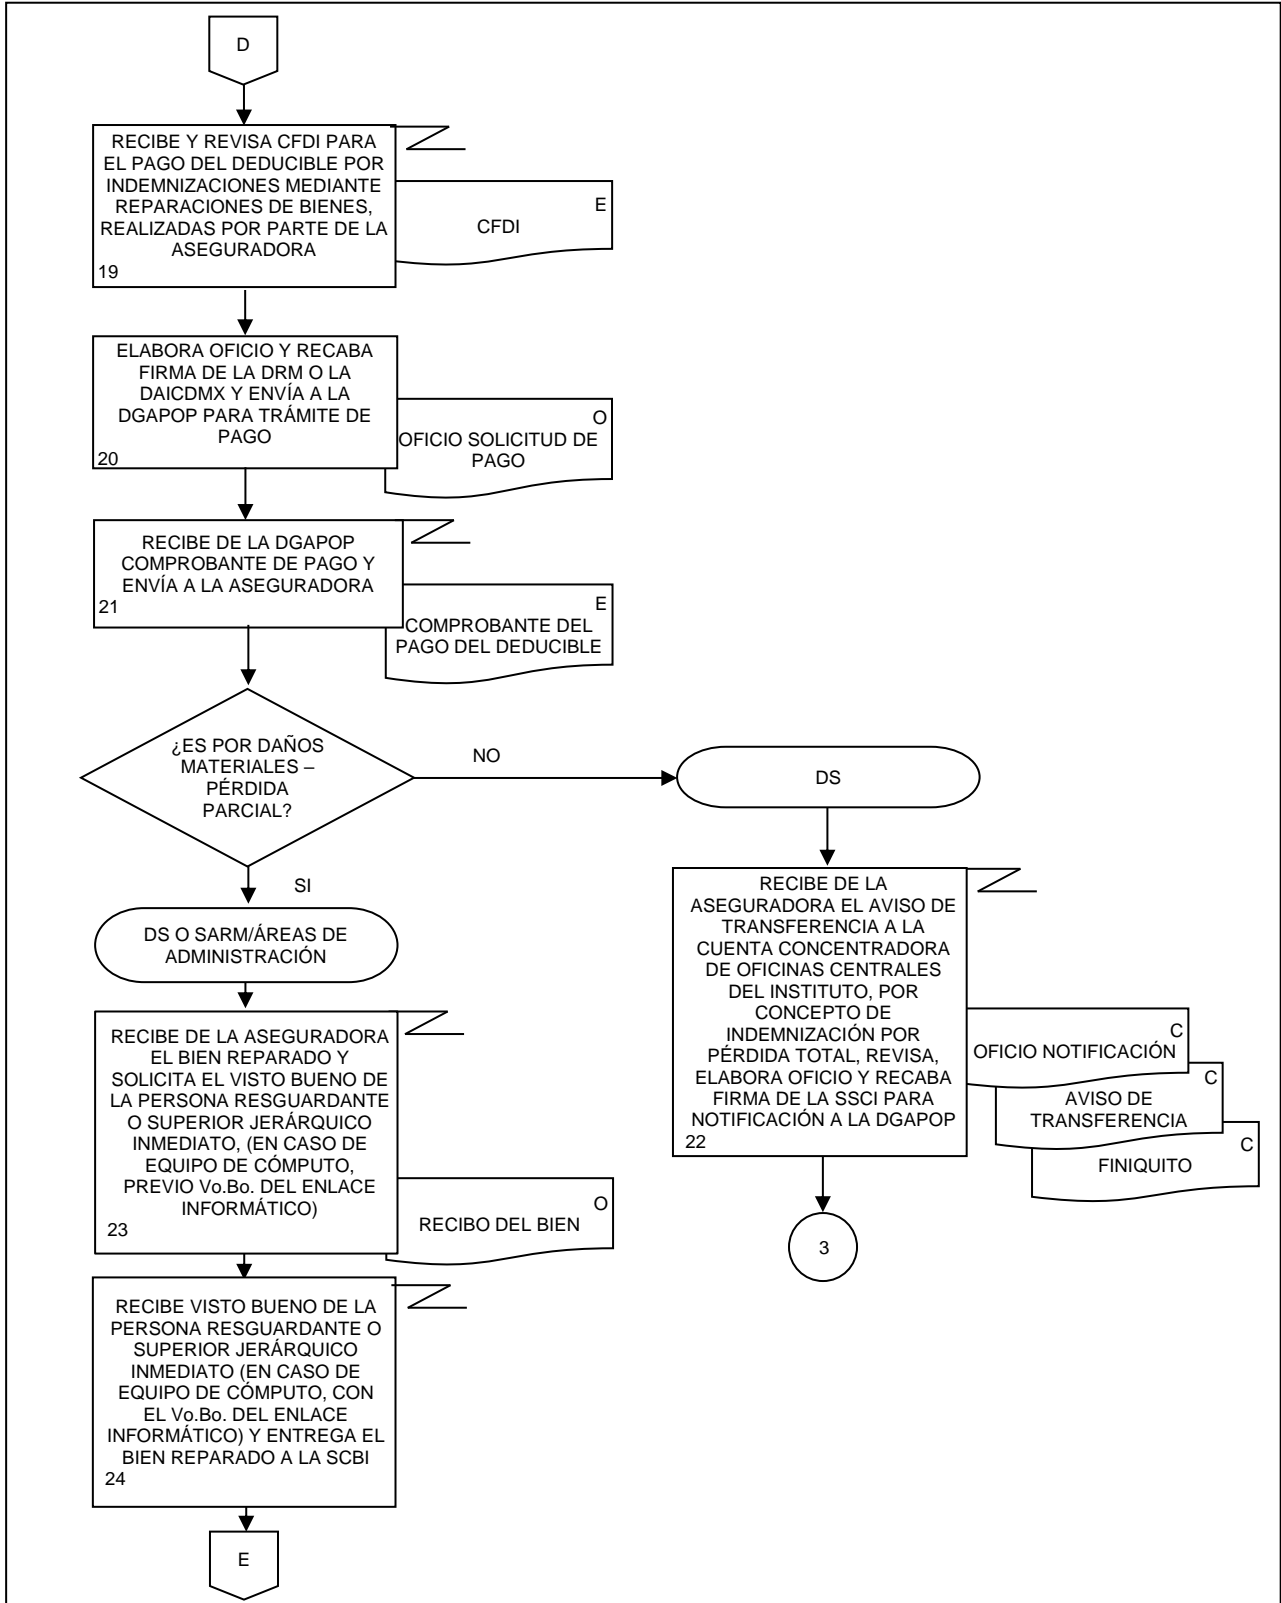 D
RECIBE Y REVISA CFDI PARA
EL PAGO DEL DEDUCIBLE POR
INDEMNIZACIONES MEDIANTE
REPARACIONES DE BIENES,
REALIZADAS POR PARTE DE LA
ASEGURADORA
19
E
CFDI
ELABORA OFICIO Y RECABA
FIRMA DE LA DRM O LA
DAICDMX Y ENVÍA A LA
DGAPOP PARA TRÁMITE DE
PAGO
20
O
OFICIO SOLICITUD DE
PAGO
RECIBE DE LA DGAPOP
COMPROBANTE DE PAGO Y
ENVÍA A LA ASEGURADORA
21
E
COMPROBANTE DEL
PAGO DEL DEDUCIBLE
¿ES POR DAÑOS
MATERIALES –
PÉRDIDA
PARCIAL?
NO
DS
SI
DS O SARM/ÁREAS DE
ADMINISTRACIÓN
RECIBE DE LA
ASEGURADORA EL AVISO DE
TRANSFERENCIA A LA
CUENTA CONCENTRADORA
DE OFICINAS CENTRALES
DEL INSTITUTO, POR
CONCEPTO DE
INDEMNIZACIÓN POR
PÉRDIDA TOTAL, REVISA,
ELABORA OFICIO Y RECABA
FIRMA DE LA SSCI PARA
NOTIFICACIÓN A LA DGAPOP
22
C
OFICIO NOTIFICACIÓN
C
AVISO DE
TRANSFERENCIA
C
FINIQUITO
3
RECIBE DE LA ASEGURADORA
EL BIEN REPARADO Y
SOLICITA EL VISTO BUENO DE
LA PERSONA RESGUARDANTE
O SUPERIOR JERÁRQUICO
INMEDIATO, (EN CASO DE
EQUIPO DE CÓMPUTO,
PREVIO Vo.Bo. DEL ENLACE
INFORMÁTICO)
23
O
RECIBO DEL BIEN
RECIBE VISTO BUENO DE LA
PERSONA RESGUARDANTE O
SUPERIOR JERÁRQUICO
INMEDIATO (EN CASO DE
EQUIPO DE CÓMPUTO, CON
EL Vo.Bo. DEL ENLACE
INFORMÁTICO) Y ENTREGA EL
BIEN REPARADO A LA SCBI
24
E